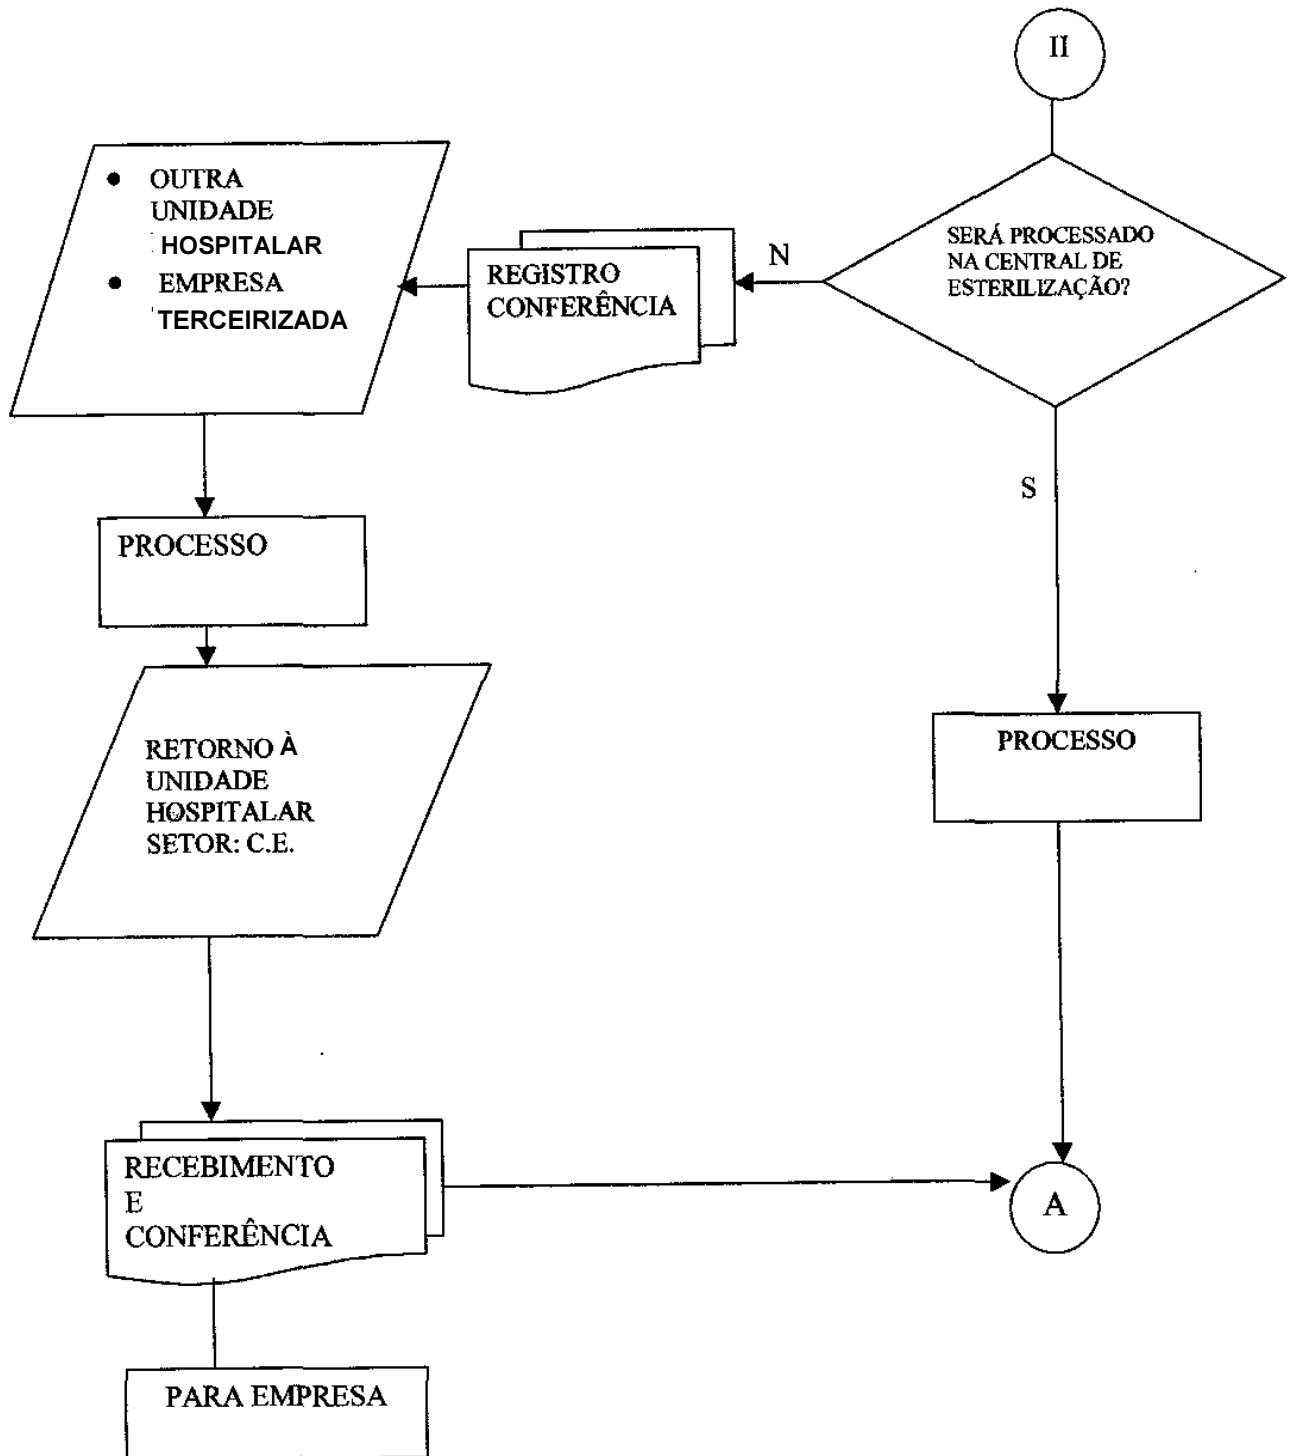 II
SERÁ PROCESSADO
NA CENTRAL DE
ESTERILIZAÇÃO?
N
REGISTRO
CONFERÊNCIA
• OUTRA
UNIDADE
HOSPITALAR
• EMPRESA
TERCEIRIZADA
S
PROCESSO
RETORNO À
UNIDADE
HOSPITALAR
SETOR: C.E.
PROCESSO
RECEBIMENTO
E
CONFERÊNCIA
A
PARA EMPRESA